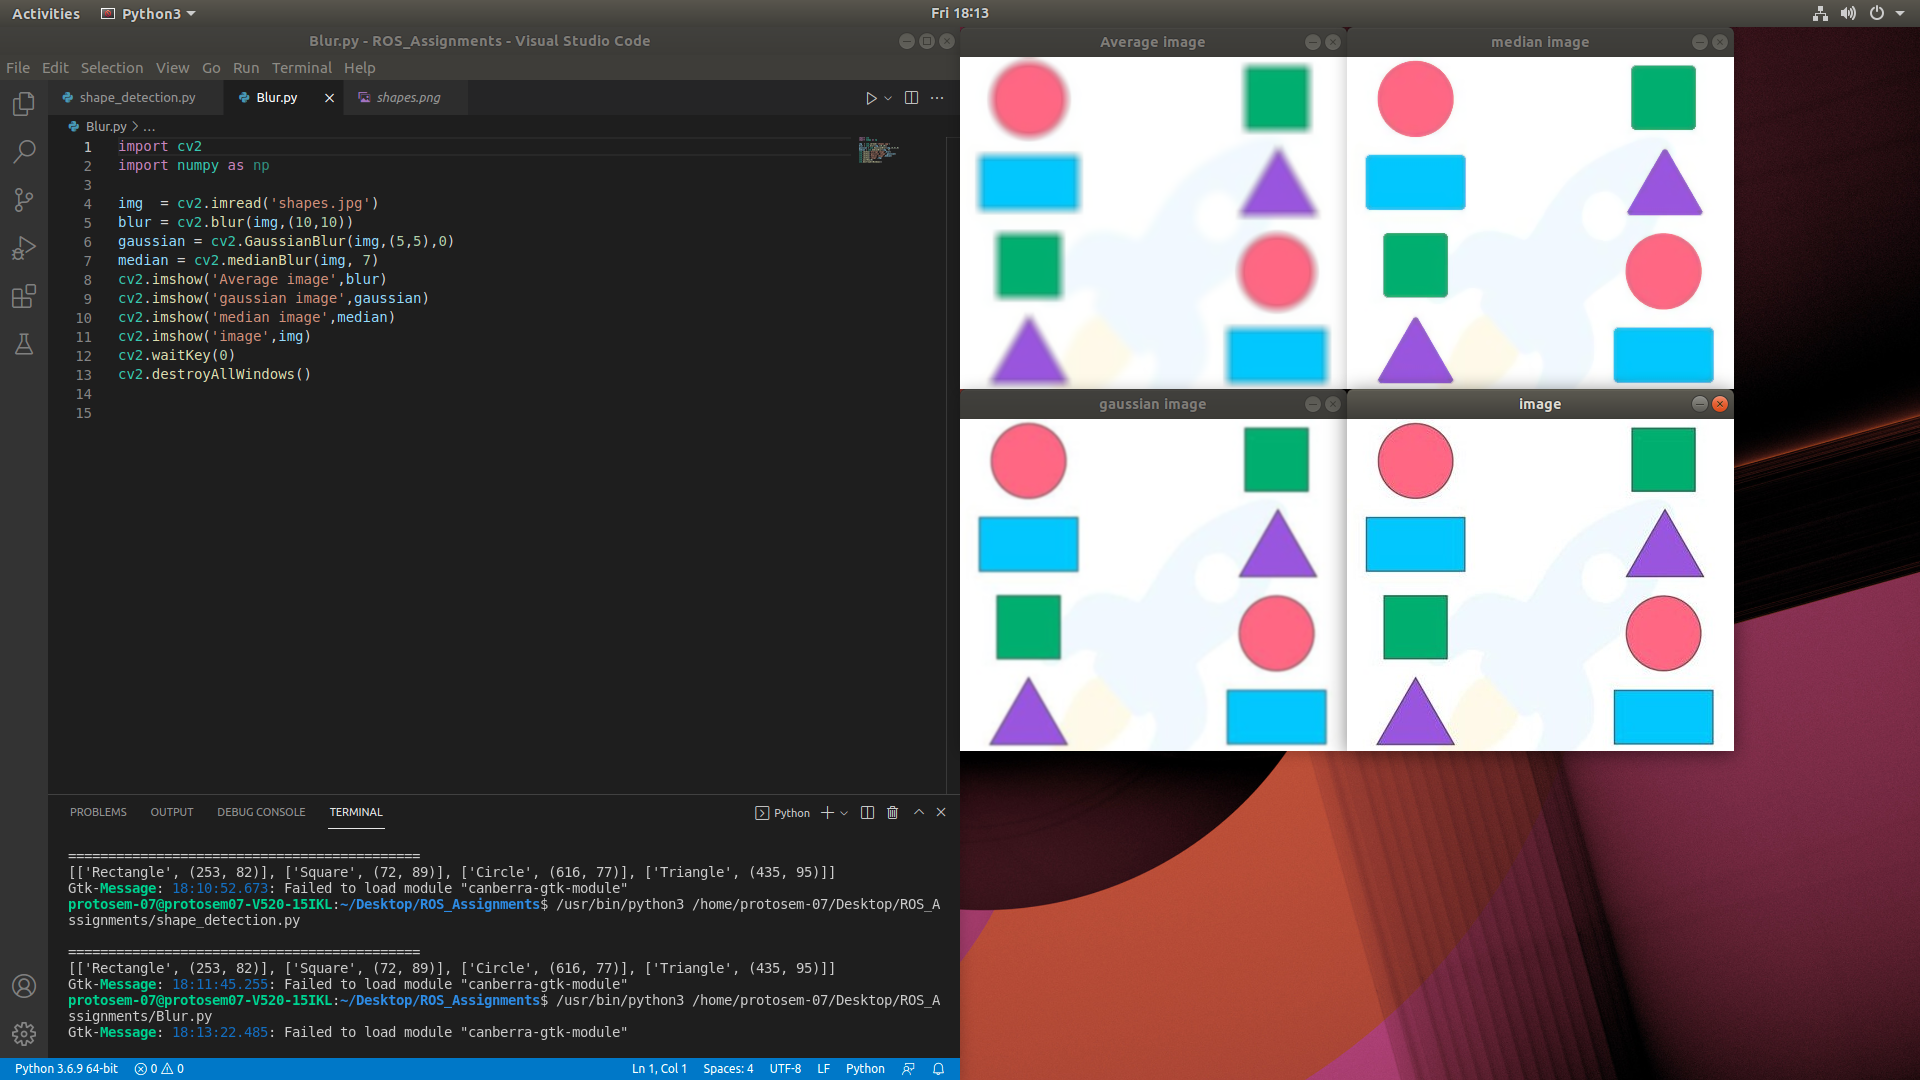 Activities Python3 Fri 18:13
Blur.py - ROS_Assignments - Visual Studio Code
File Edit Selection View Go Run Terminal Help
shape_detection.py Blur.py shapes.png
Blur.py > ...
1 import cv2
2 import numpy as np
3
4 img  = cv2.imread('shapes.jpg')
5 blur = cv2.blur(img,(10,10))
6 gaussian = cv2.GaussianBlur(img,(5,5),0)
7 median = cv2.medianBlur(img, 7)
8 cv2.imshow('Average image',blur)
9 cv2.imshow('gaussian image',gaussian)
10 cv2.imshow('median image',median)
11 cv2.imshow('image',img)
12 cv2.waitKey(0)
13 cv2.destroyAllWindows()
14
15
PROBLEMS OUTPUT DEBUG CONSOLE TERMINAL Python
===========================================
[['Rectangle', (253, 82)], ['Square', (72, 89)], ['Circle', (616, 77)], ['Triangle', (435, 95)]]
Gtk-Message: 18:10:52.673: Failed to load module "canberra-gtk-module"
protosem-07@protosem07-V520-15IKL:~/Desktop/ROS_Assignments$ /usr/bin/python3 /home/protosem-07/Desktop/ROS_A
ssignments/shape_detection.py
===========================================
[['Rectangle', (253, 82)], ['Square', (72, 89)], ['Circle', (616, 77)], ['Triangle', (435, 95)]]
Gtk-Message: 18:11:45.255: Failed to load module "canberra-gtk-module"
protosem-07@protosem07-V520-15IKL:~/Desktop/ROS_Assignments$ /usr/bin/python3 /home/protosem-07/Desktop/ROS_A
ssignments/Blur.py
Gtk-Message: 18:13:22.485: Failed to load module "canberra-gtk-module"
Python 3.6.9 64-bit 0 0 Ln 1, Col 1 Spaces: 4 UTF-8 LF Python
Average image
median image
gaussian image
image